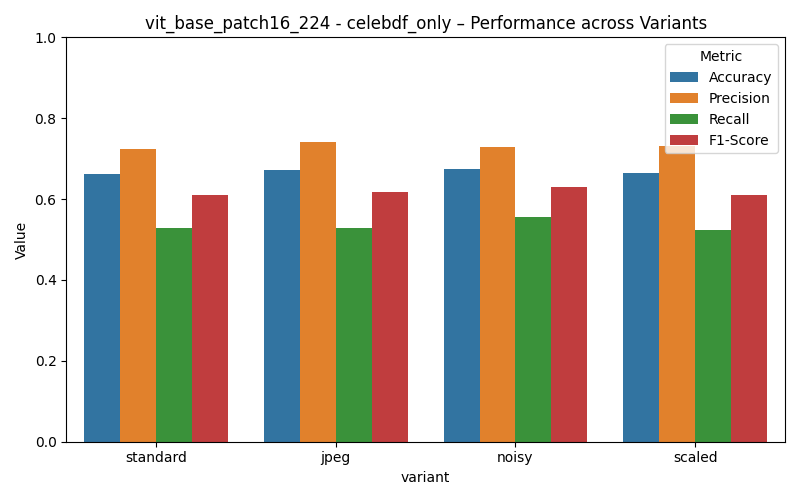 vit_base_patch16_224 - celebdf_only – Performance across Variants
Value
1.0
0.8
0.6
0.4
0.2
0.0
Metric
Accuracy
Precision
Recall
F1-Score
standard
jpeg
noisy
scaled
variant